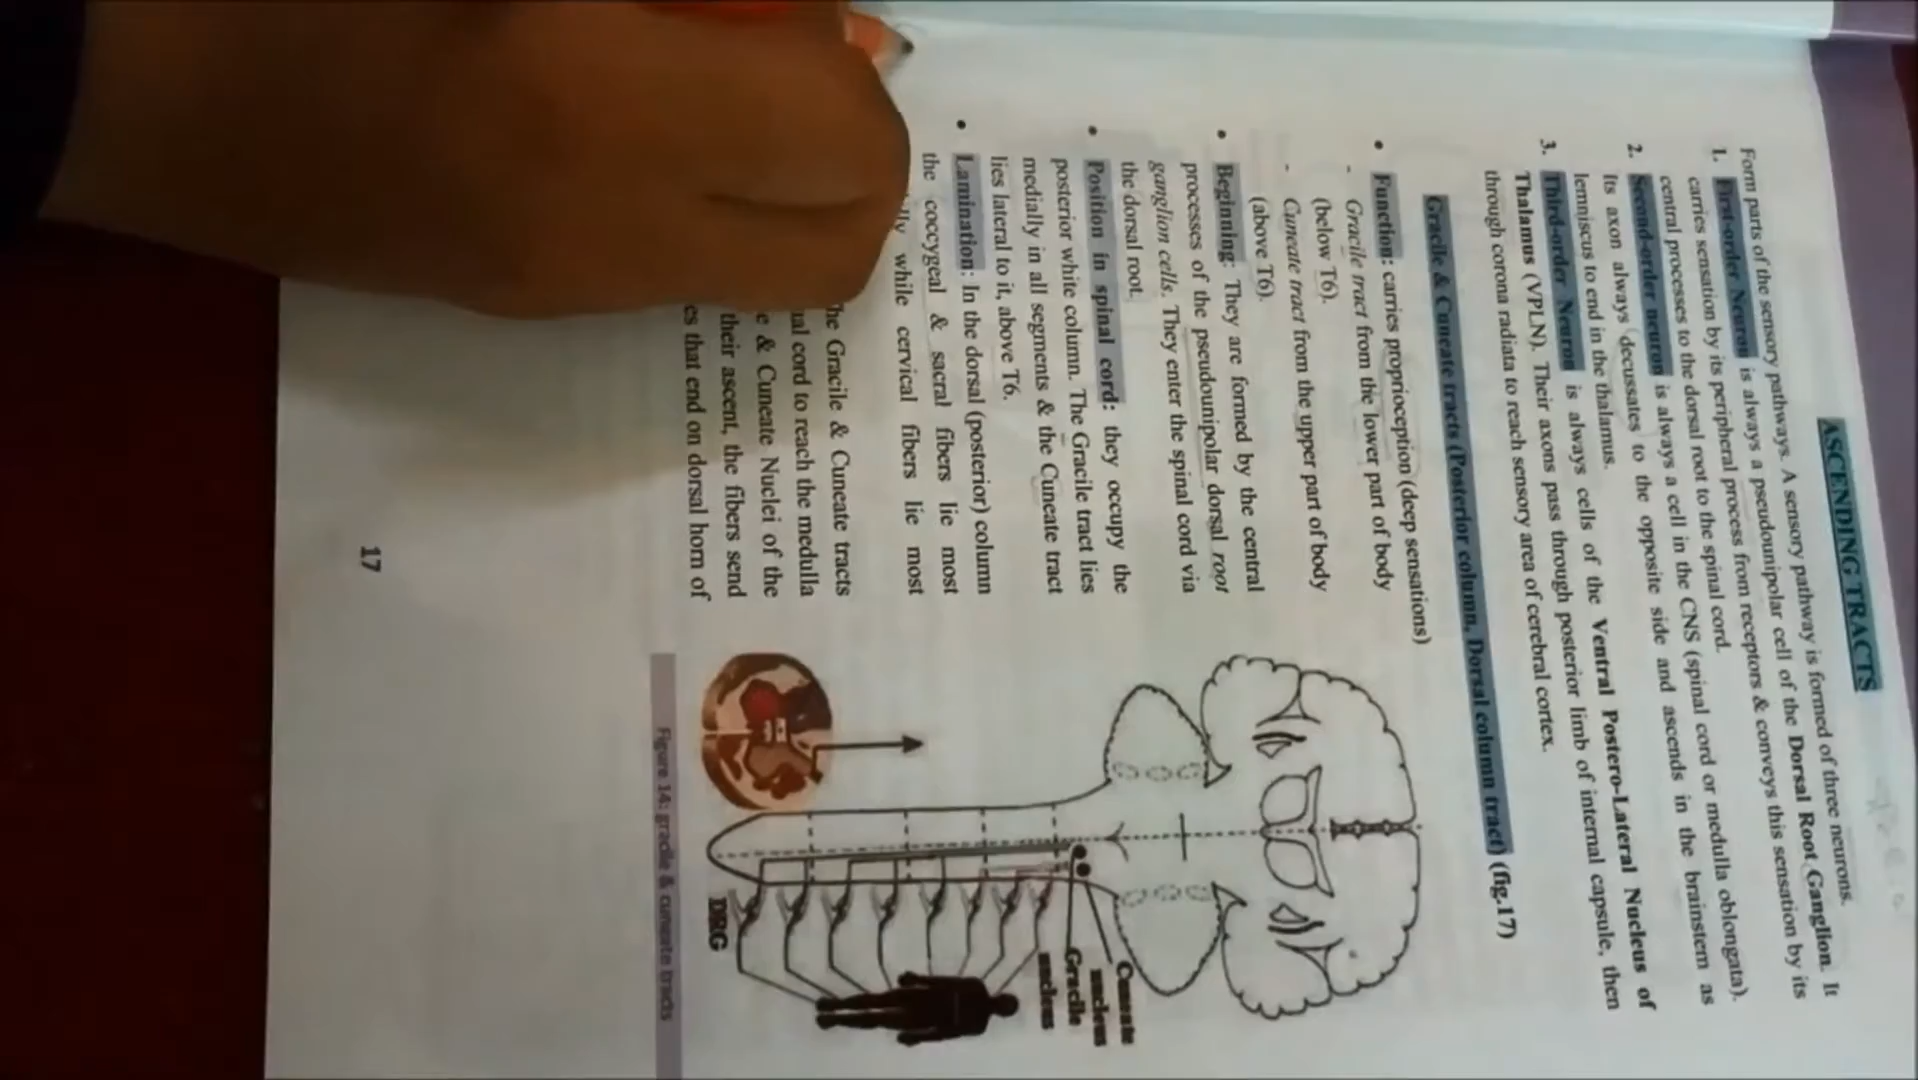 ASCENDING TRACTS
Form parts of the sensory pathways. A sensory pathway is formed of three neurons.
1. First-order Neuron is always a pseudounipolar cell of the Dorsal Root Ganglion. It
carries sensation by its peripheral process from receptors & conveys this sensation by its
central processes to the dorsal root to the spinal cord.
2. Second-order neuron is always a cell in the CNS (spinal cord or medulla oblongata).
Its axon always decussates to the opposite side and ascends in the brainstem as
lemniscus to end in the thalamus.
3. Third-order Neuron is always cells of the Ventral Postero-Lateral Nucleus of
Thalamus (VPLN). Their axons pass through posterior limb of internal capsule, then
through corona radiata to reach sensory area of cerebral cortex.
Gracile & Cuneate tracts (Posterior column, Dorsal column tract) (fig.17)
• Function: carries proprioception (deep sensations)
- Gracile tract from the lower part of body
(below T6).
- Cuneate tract from the upper part of body
(above T6).
• Beginning: They are formed by the central
processes of the pseudounipolar dorsal root
ganglion cells. They enter the spinal cord via
the dorsal root.
• Position in spinal cord: they occupy the
posterior white column. The Gracile tract lies
medially in all segments & the Cuneate tract
lies lateral to it, above T6.
• Lamination: In the dorsal (posterior) column
the coccygeal & sacral fibers lie most
while cervical fibers lie most
Gracile & Cuneate tracts
cord to reach the medulla
& Cuneate Nuclei of the
their ascent, the fibers send
that end on dorsal horn of
Cuneate
nucleus
Gracile
nucleus
DRG
Figure 14: gracile & cuneate tracts
17